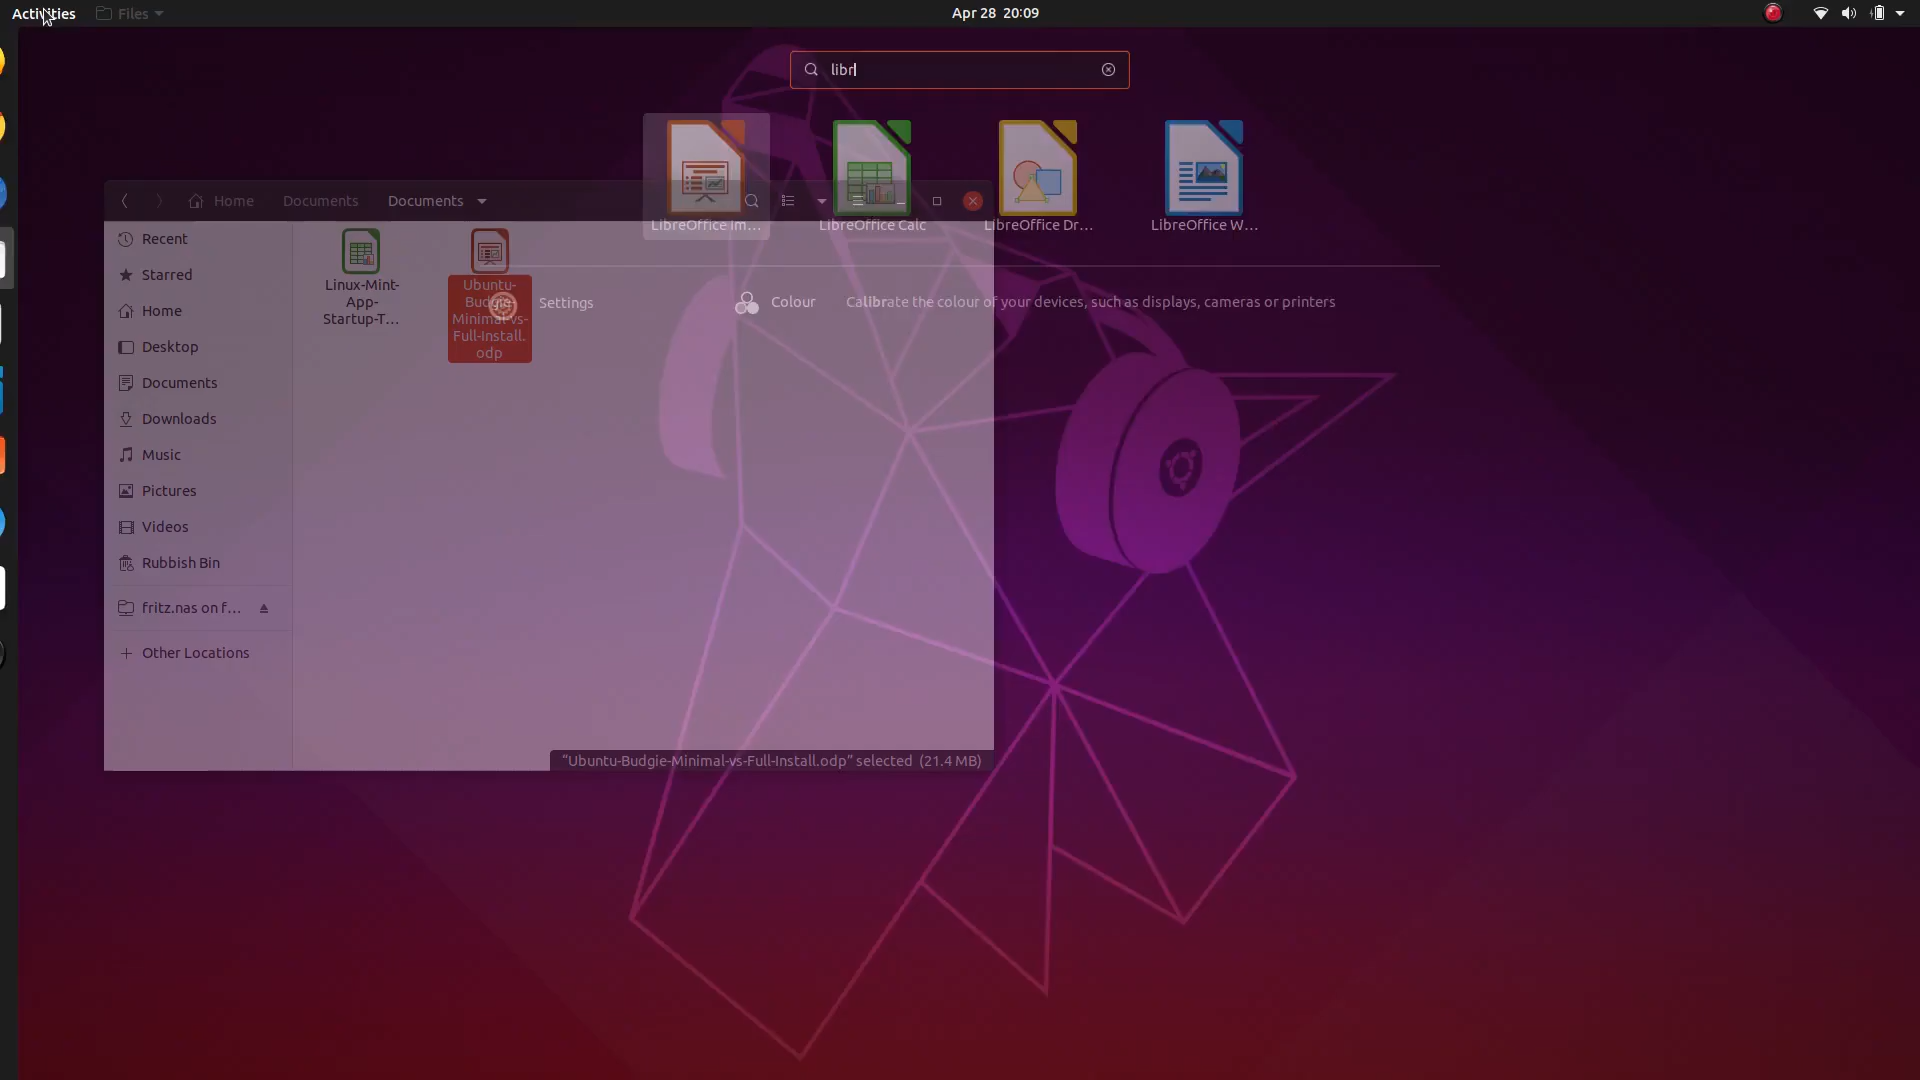 Activities
Files
Apr 28 20:09
libr
LibreOffice Im...
LibreOffice Calc
LibreOffice Dr...
LibreOffice W...
Home
Documents
Documents
Recent
Starred
Home
Desktop
Documents
Downloads
Music
Pictures
Videos
Rubbish Bin
fritz.nas on f...
Other Locations
Linux-Mint-
App-
Startup-T...
Ubuntu-
Budgie-
Minimal-vs-
Full-Install.
odp
Settings
Colour
Calibrate the colour of your devices, such as displays, cameras or printers
"Ubuntu-Budgie-Minimal-vs-Full-Install.odp" selected (21.4 MB)